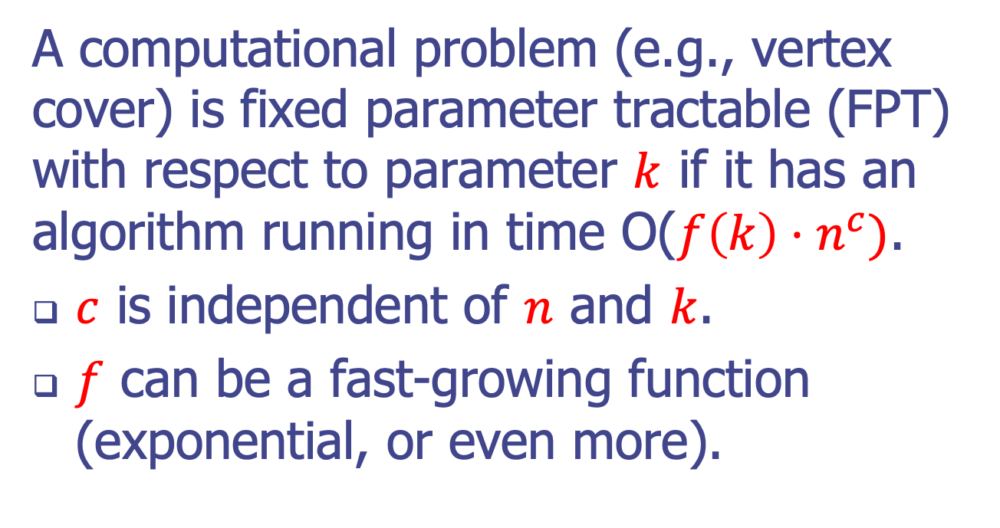 A computational problem (e.g., vertex
cover) is fixed parameter tractable (FPT)
with respect to parameter k if it has an
algorithm running in time O(f(k) · nᶜ).
❑ c is independent of n and k.
❑ f can be a fast-growing function
(exponential, or even more).